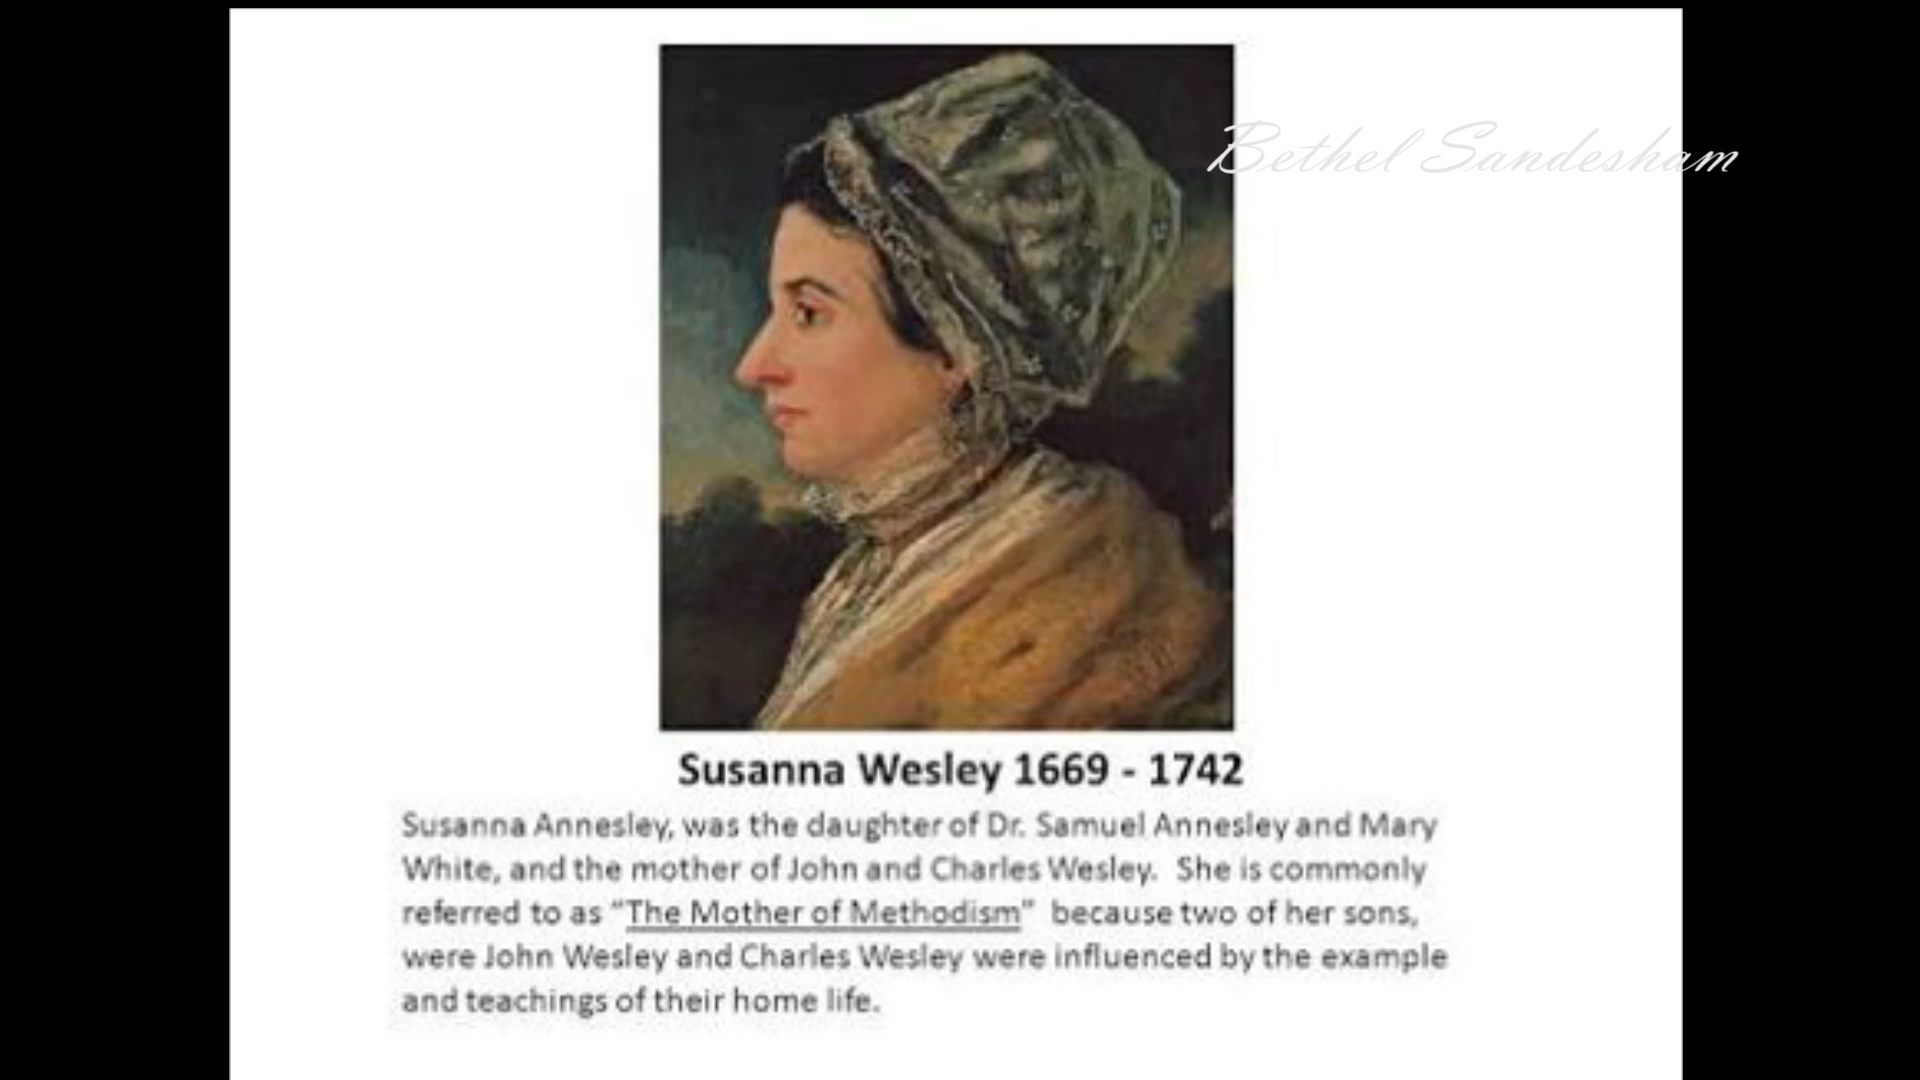 Bethel Sandesham
Susanna Wesley 1669 - 1742
Susanna Annesley, was the daughter of Dr. Samuel Annesley and Mary
White, and the mother of John and Charles Wesley.  She is commonly
referred to as “The Mother of Methodism”  because two of her sons,
were John Wesley and Charles Wesley were influenced by the example
and teachings of their home life.